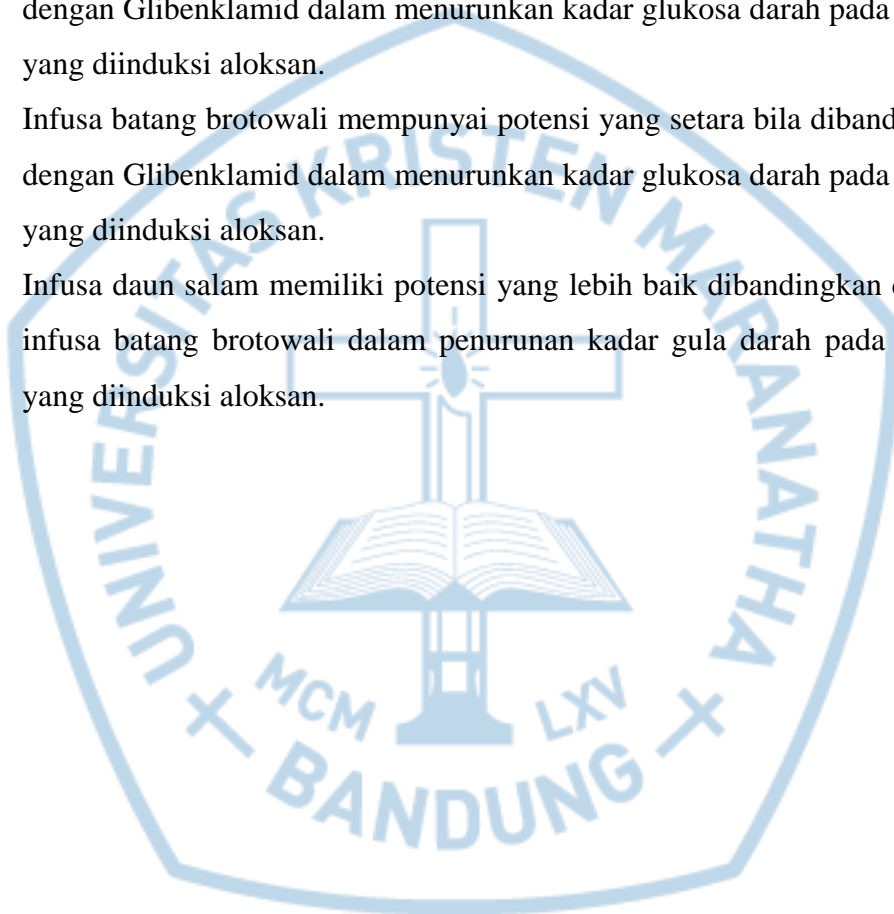 dengan Glibenklamid dalam menurunkan kadar glukosa darah pada
yang diinduksi aloksan.
Infusa batang brotowali mempunyai potensi yang setara bila
dengan Glibenklamid dalam menurunkan kadar glukosa darah pada
yang diinduksi aloksan.
Infusa daun salam memiliki potensi yang lebih baik dibandingkan
infusa batang brotowali dalam penurunan kadar gula darah pada
yang diinduksi aloksan.
UNIVERSITAS KRISTEN MARANATHA
MCM LXV
BANDUNG